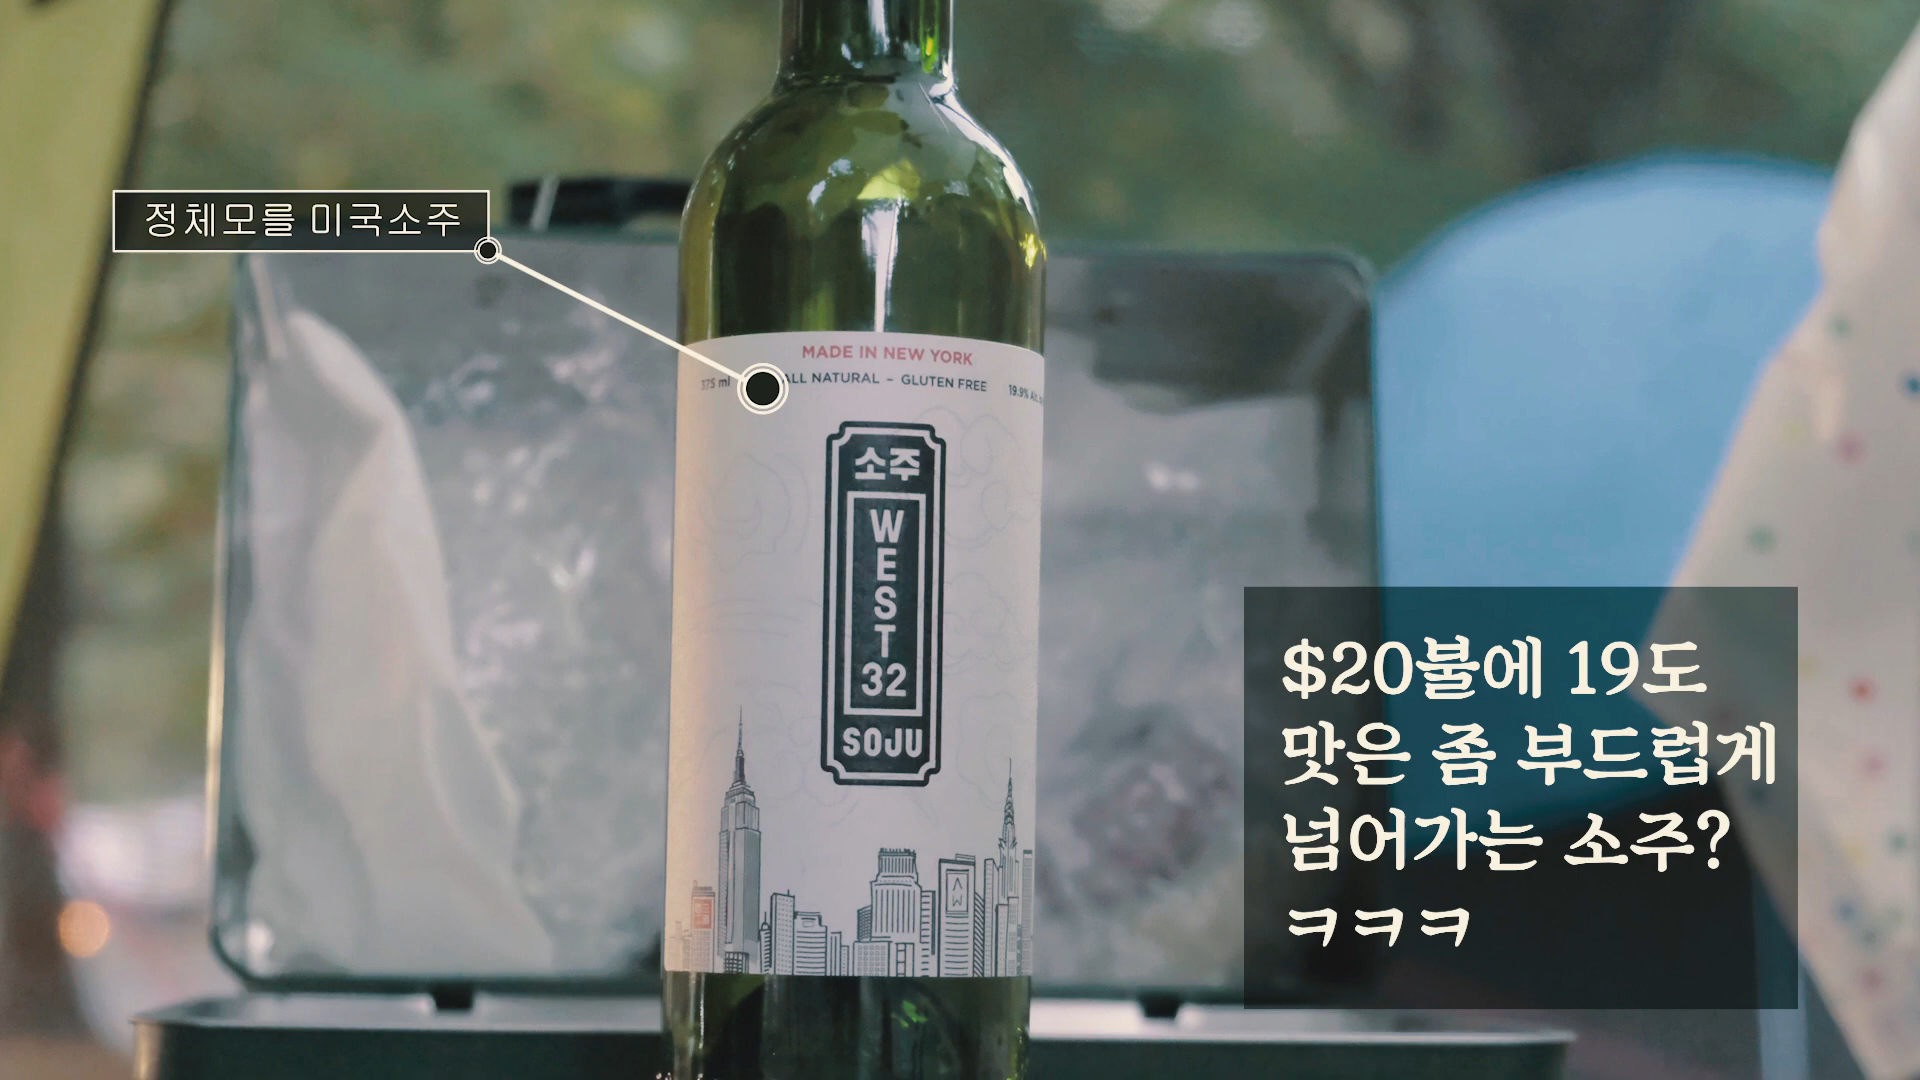 정체모를 미국소주
MADE IN NEW YORK
375 ml ALL NATURAL – GLUTEN FREE 19.9%
소주
WEST
32
SOJU
$20불에 19도
맛은 좀 부드럽게
넘어가는 소주?
ㅋㅋㅋ